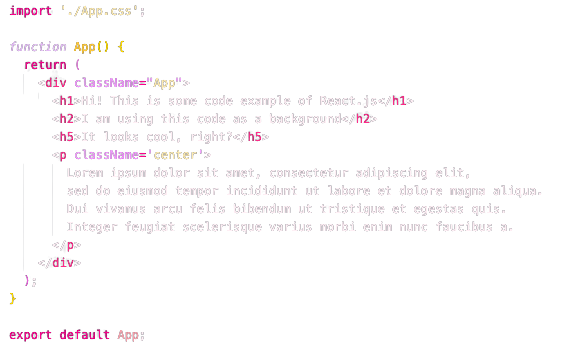 import './App.css';
function App() {
return (
<div className="App">
<h1>Hi! This is some code example of React.js</h1>
<h2>I am using this code as a background</h2>
<h5>It looks cool, right?</h5>
<p className='center'>
Lorem ipsum dolor sit amet, consectetur adipiscing elit,
sed do eiusmod tempor incididunt ut labore et dolore magna aliqua.
Dui vivamus arcu felis bibendum ut tristique et egestas quis.
Integer feugiat scelerisque varius morbi enim nunc faucibus a.
</p>
</div>
);
}
export default App;